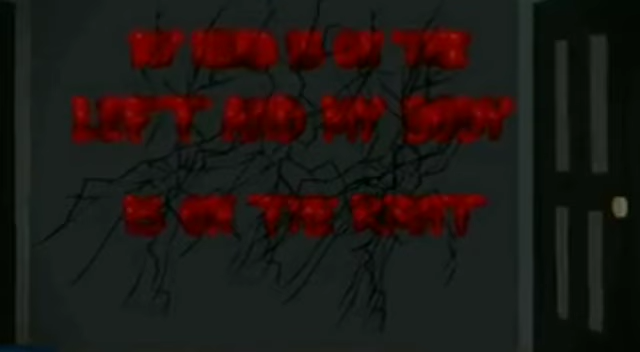 MY HEAD IS ON THE
LEFT AND MY BODY
IS ON THE RIGHT